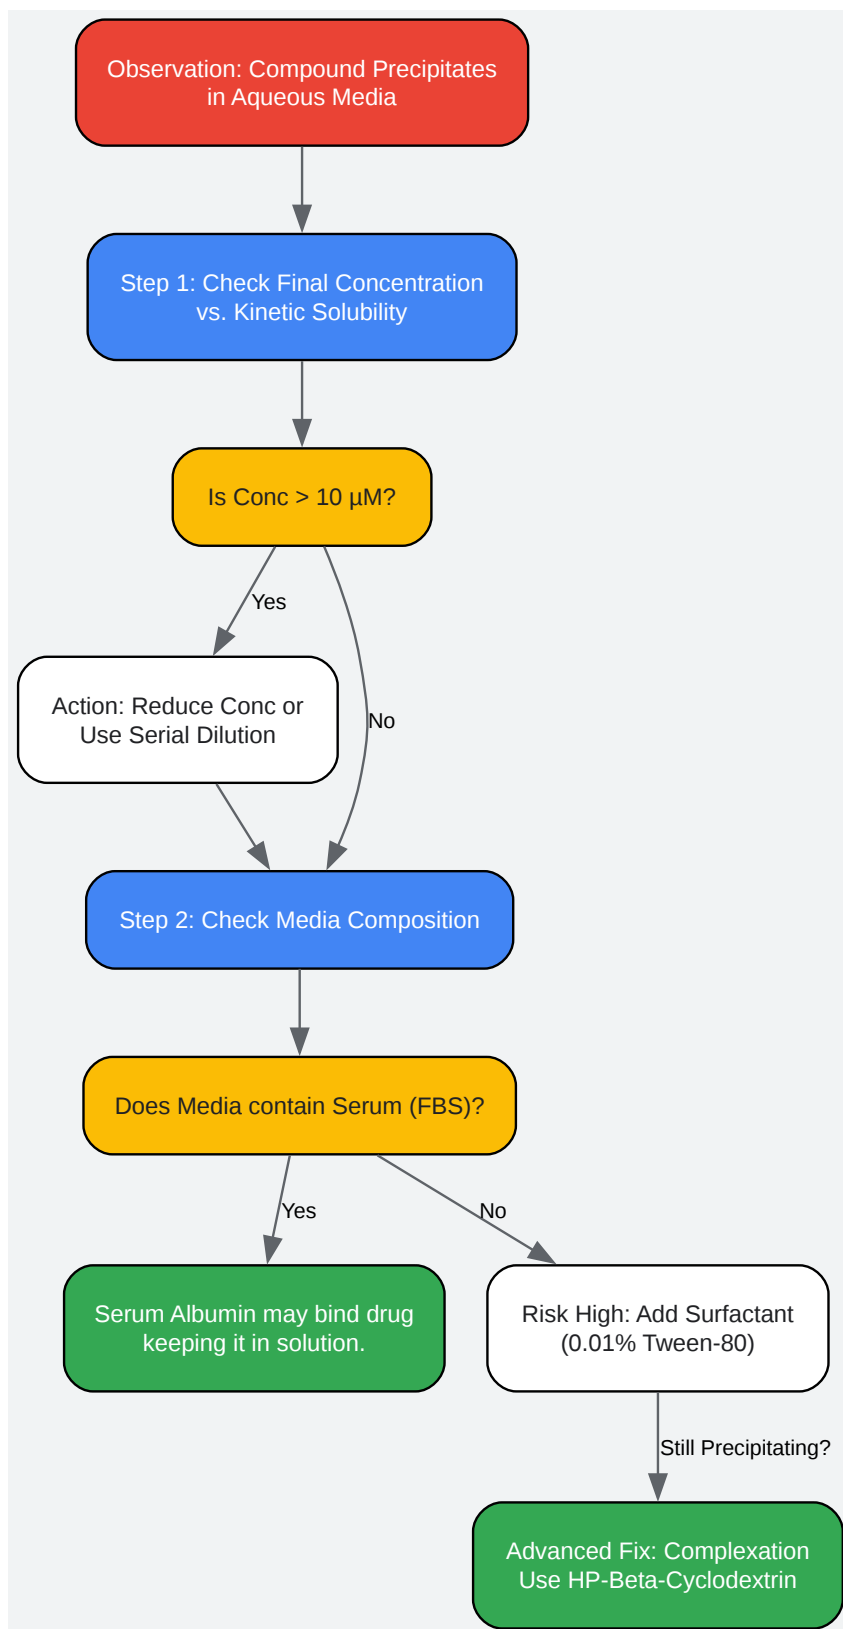 Observation: Compound Precipitates
in Aqueous Media
Step 1: Check Final Concentration
vs. Kinetic Solubility
Is Conc > 10 µM?
Yes
Action: Reduce Conc or
Use Serial Dilution
No
Step 2: Check Media Composition
Does Media contain Serum (FBS)?
Yes
No
Serum Albumin may bind drug
keeping it in solution.
Risk High: Add Surfactant
(0.01% Tween-80)
Still Precipitating?
Advanced Fix: Complexation
Use HP-Beta-Cyclodextrin